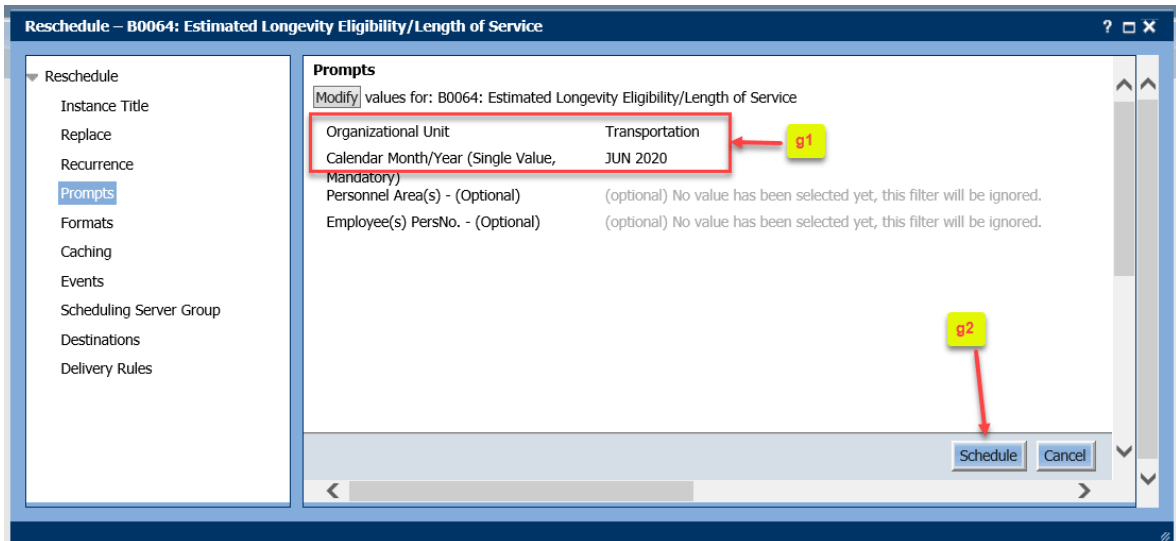 Reschedule – B0064: Estimated Longevity Eligibility/Length of Service
?
Reschedule
Instance Title
Replace
Recurrence
Prompts
Formats
Caching
Events
Scheduling Server Group
Destinations
Delivery Rules
Prompts
Modify values for: B0064: Estimated Longevity Eligibility/Length of Service
Organizational Unit Transportation
g1
Calendar Month/Year (Single Value, JUN 2020
Mandatory)
Personnel Area(s) - (Optional) (optional) No value has been selected yet, this filter will be ignored.
Employee(s) PersNo. - (Optional) (optional) No value has been selected yet, this filter will be ignored.
g2
Schedule Cancel